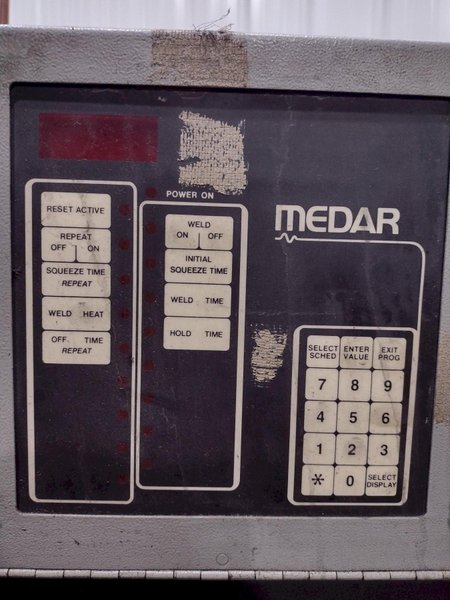 POWER ON
RESET ACTIVE
REPEAT
OFF ON
SQUEEZE TIME
REPEAT
WELD HEAT
OFF. TIME
REPEAT
WELD
ON OFF
INITIAL
SQUEEZE TIME
WELD TIME
HOLD TIME
MEDAR
SELECT SCHED
ENTER VALUE
EXIT PROG
7 8 9
4 5 6
1 2 3
* 0 SELECT DISPLAY